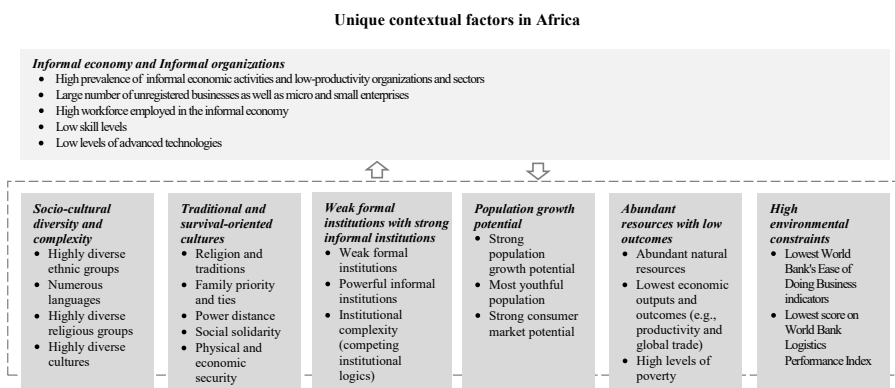 Unique contextual factors in Africa
Informal economy and Informal organizations
• High prevalence of informal economic activities and low-productivity organizations and sectors
• Large number of unregistered businesses as well as micro and small enterprises
• High workforce employed in the informal economy
• Low skill levels
• Low levels of advanced technologies
Socio-cultural
diversity and
complexity
• Highly diverse
ethnic groups
• Numerous
languages
• Highly diverse
religious groups
• Highly diverse
cultures
Traditional and
survival-oriented
cultures
• Religion and
traditions
• Family priority
and ties
• Power distance
• Social solidarity
• Physical and
economic
security
Weak formal
institutions with strong
informal institutions
• Weak formal
institutions
• Powerful informal
institutions
• Institutional
complexity
(competing
institutional
logics)
Population growth
potential
• Strong
population
growth potential
• Most youthful
population
• Strong consumer
market potential
Abundant
resources with low
outcomes
• Abundant natural
resources
• Lowest economic
outputs and
outcomes (e.g.,
productivity and
global trade)
• High levels of
poverty
High
environmental
constraints
• Lowest World
Bank's Ease of
Doing Business
indicators
• Lowest score on
World Bank
Logistics
Performance Index